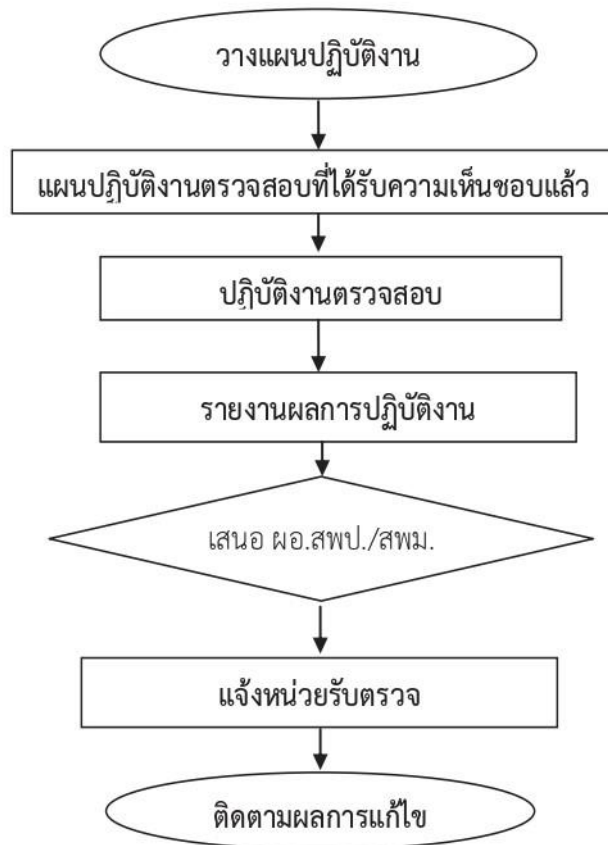 วางแผนปฏิบัติงาน
แผนปฏิบัติงานตรวจสอบที่ได้รับความเห็นชอบแล้ว
ปฏิบัติงานตรวจสอบ
รายงานผลการปฏิบัติงาน
เสนอ ผอ.สพป./สพม.
แจ้งหน่วยรับตรวจ
ติดตามผลการแก้ไข